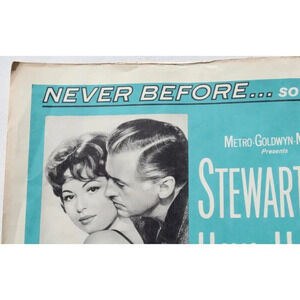 NEVER BEFORE... SO
METRO-GOLDWYN-M
Presents
STEWART